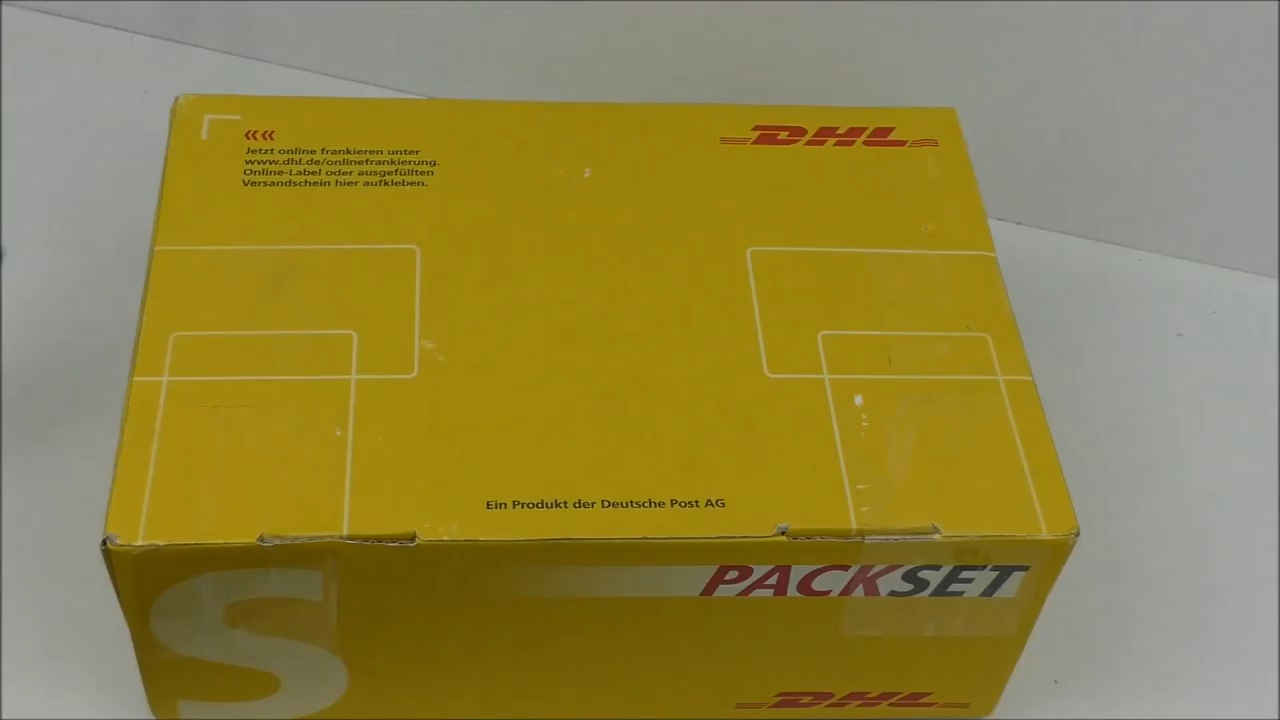 DHL
Jetzt online frankieren unter
www.dhl.de/onlinefrankierung.
Online-Label oder ausgefüllten
Versandschein hier aufkleben.
Ein Produkt der Deutsche Post AG
PACKSET
S
DHL